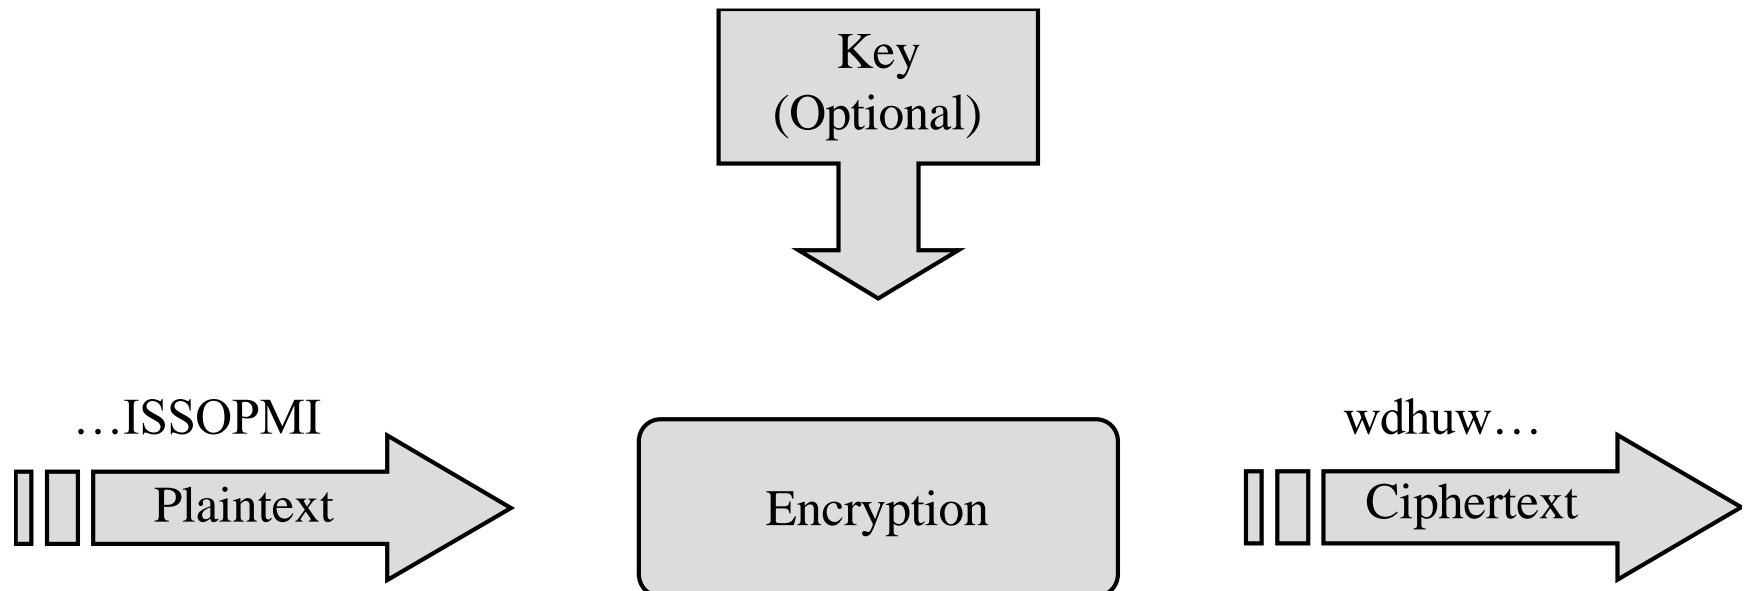 Key
(Optional)
…ISSOPMI
wdhuw…
Plaintext
Encryption
Ciphertext